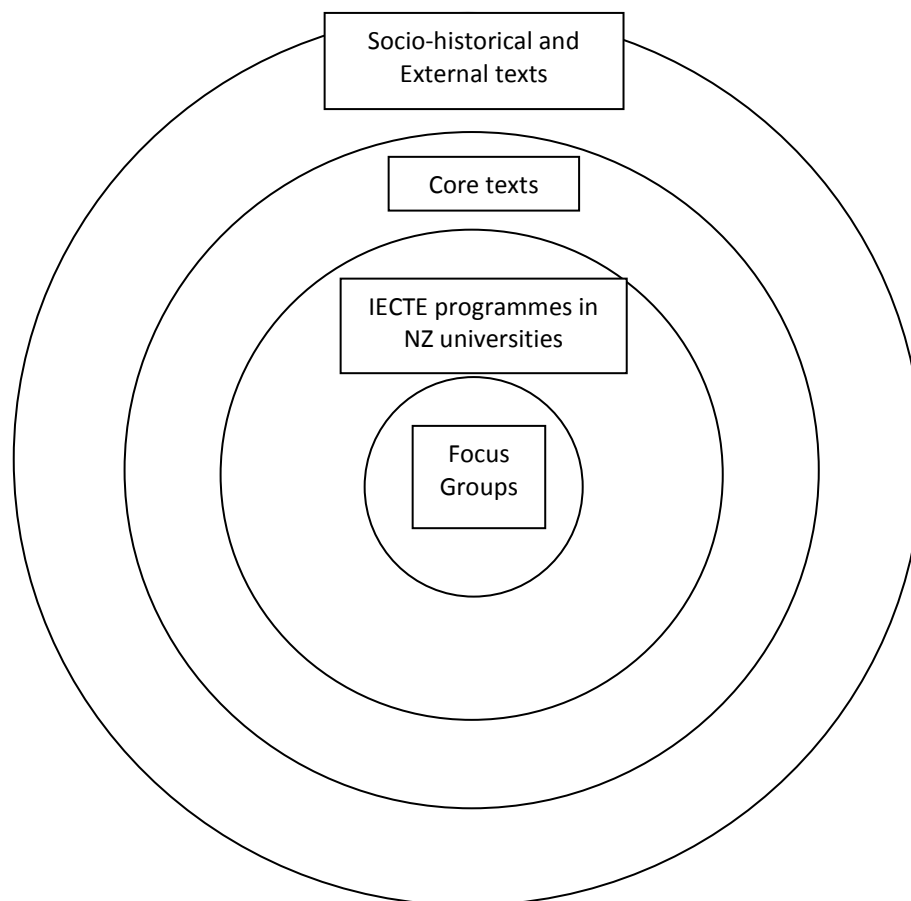 Socio-historical and
External texts
Core texts
IECTE programmes in
NZ universities
Focus
Groups